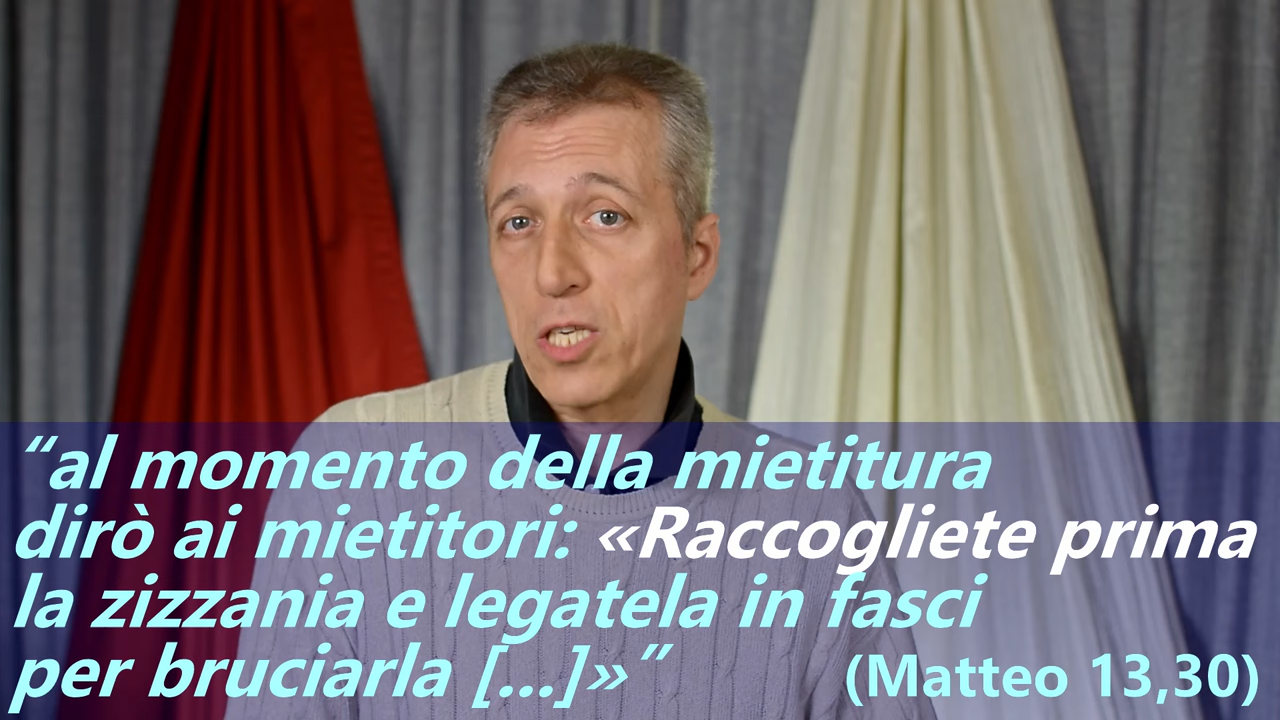 “al momento della mietitura
dirò ai mietitori: «Raccogliete prima
la zizzania e legatela in fasci
per bruciarla [...]»” (Matteo 13,30)